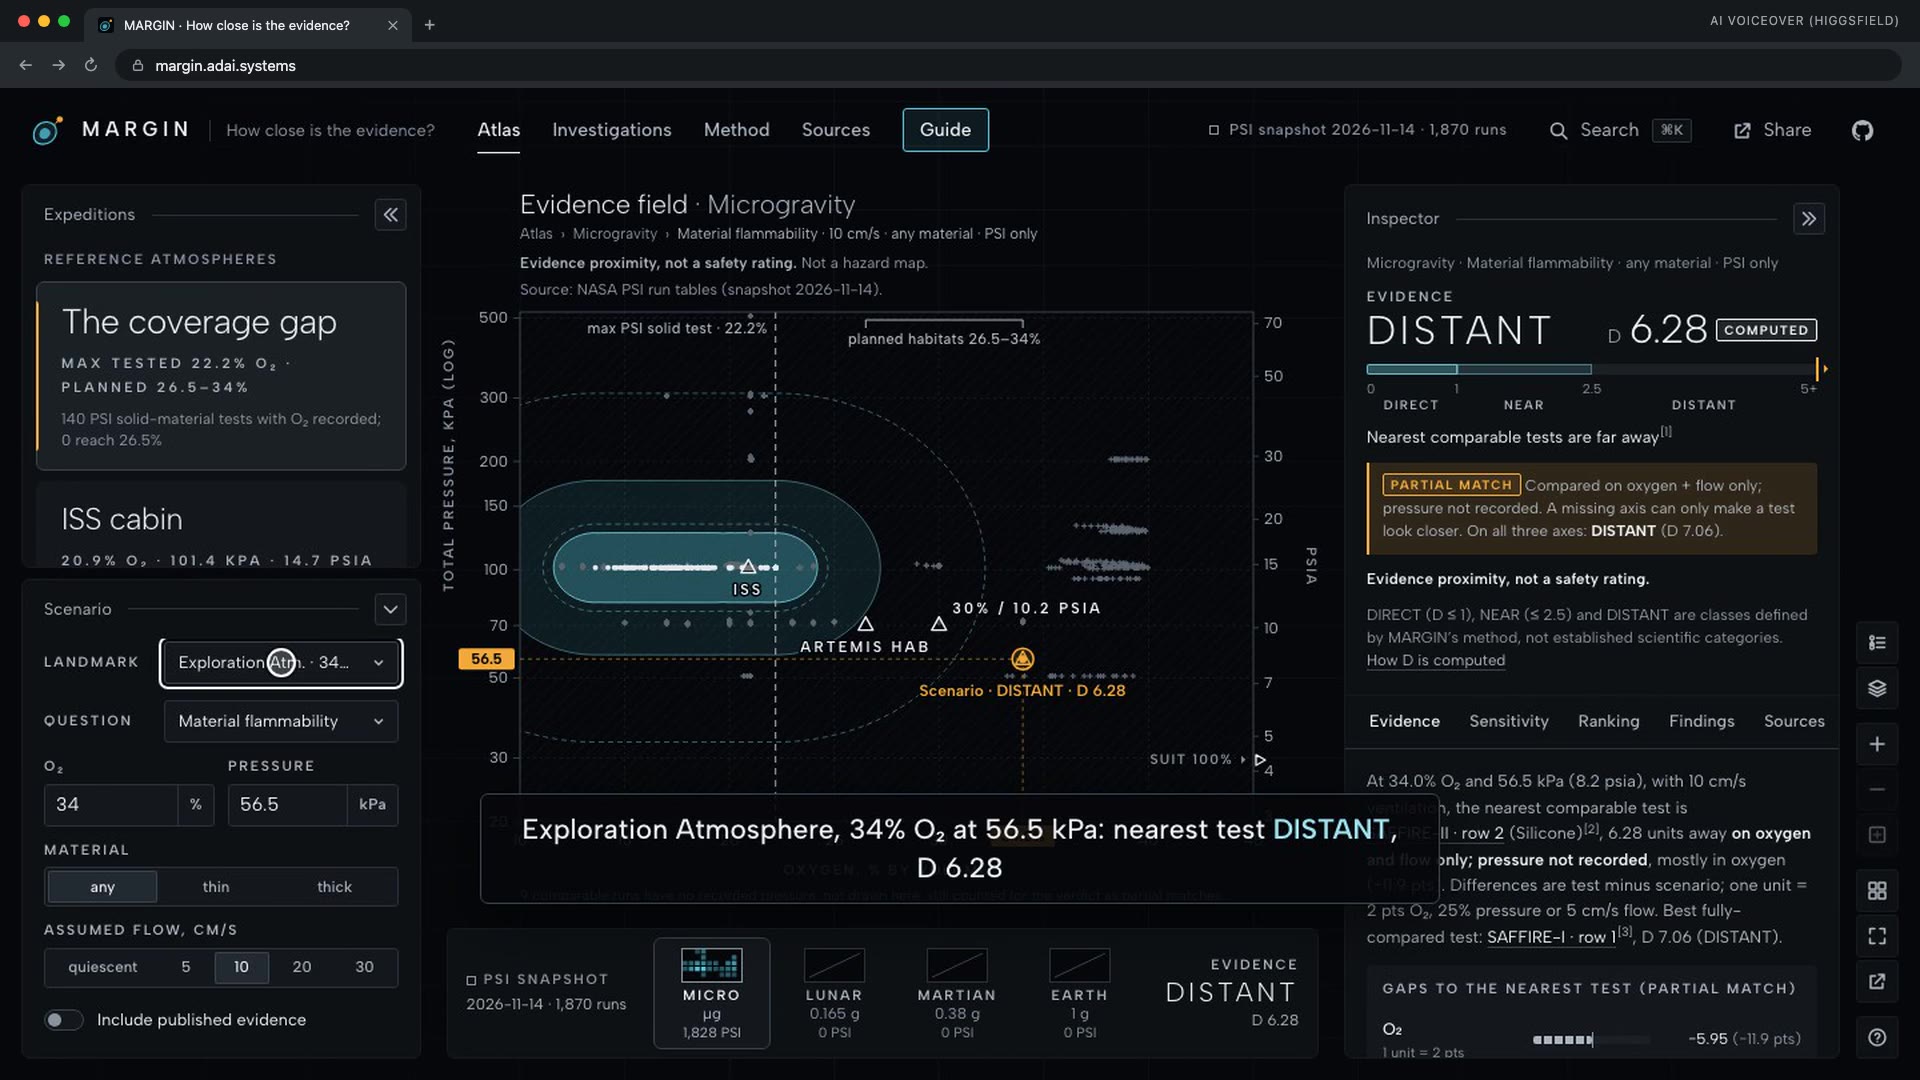 MARGIN · How close is the evidence?
AI VOICEOVER (HIGGSFIELD)
margin.adai.systems
MARGIN
How close is the evidence?
Atlas
Investigations
Method
Sources
Guide
PSI snapshot 2026-11-14 · 1,870 runs
Search
⌘K
Share
Expeditions
REFERENCE ATMOSPHERES
The coverage gap
MAX TESTED 22.2% O₂ ·
PLANNED 26.5–34%
140 PSI solid-material tests with O₂ recorded;
0 reach 26.5%
ISS cabin
20.9% O₂ · 101.4 KPA · 14.7 PSIA
Scenario
LANDMARK
Exploration Atm. · 34…
QUESTION
Material flammability
O₂
PRESSURE
34
%
56.5
kPa
MATERIAL
any
thin
thick
ASSUMED FLOW, CM/S
quiescent
5
10
20
30
Include published evidence
Evidence field · Microgravity
Atlas › Microgravity › Material flammability · 10 cm/s · any material · PSI only
Evidence proximity, not a safety rating. Not a hazard map.
Source: NASA PSI run tables (snapshot 2026-11-14).
TOTAL PRESSURE, KPA (LOG)
500
300
200
150
100
70
56.5
50
30
max PSI solid test · 22.2%
planned habitats 26.5–34%
ISS
30% / 10.2 PSIA
ARTEMIS HAB
Scenario · DISTANT · D 6.28
SUIT 100%
70
50
30
20
15
10
7
5
4
PSIA
Exploration Atmosphere, 34% O₂ at 56.5 kPa: nearest test DISTANT,
D 6.28
PSI SNAPSHOT
2026-11-14 · 1,870 runs
MICRO
µg
1,828 PSI
LUNAR
0.165 g
0 PSI
MARTIAN
0.38 g
0 PSI
EARTH
1 g
0 PSI
EVIDENCE
DISTANT
D 6.28
Inspector
Microgravity · Material flammability · any material · PSI only
EVIDENCE
DISTANT
D 6.28
COMPUTED
0
1
2.5
5+
DIRECT
NEAR
DISTANT
Nearest comparable tests are far away[1]
PARTIAL MATCH Compared on oxygen + flow only;
pressure not recorded. A missing axis can only make a test
look closer. On all three axes: DISTANT (D 7.06).
Evidence proximity, not a safety rating.
DIRECT (D ≤ 1), NEAR (≤ 2.5) and DISTANT are classes defined
by MARGIN's method, not established scientific categories.
How D is computed
Evidence
Sensitivity
Ranking
Findings
Sources
At 34.0% O₂ and 56.5 kPa (8.2 psia), with 10 cm/s
ventilation, the nearest comparable test is
SAFFIRE-II · row 2 (Silicone)[2], 6.28 units away on oxygen
and flow only; pressure not recorded, mostly in oxygen
(−11.9 pts). Differences are test minus scenario; one unit =
2 pts O₂, 25% pressure or 5 cm/s flow. Best fully-
compared test: SAFFIRE-I · row 1[3], D 7.06 (DISTANT).
GAPS TO THE NEAREST TEST (PARTIAL MATCH)
O₂
1 unit = 2 pts
−5.95 (−11.9 pts)